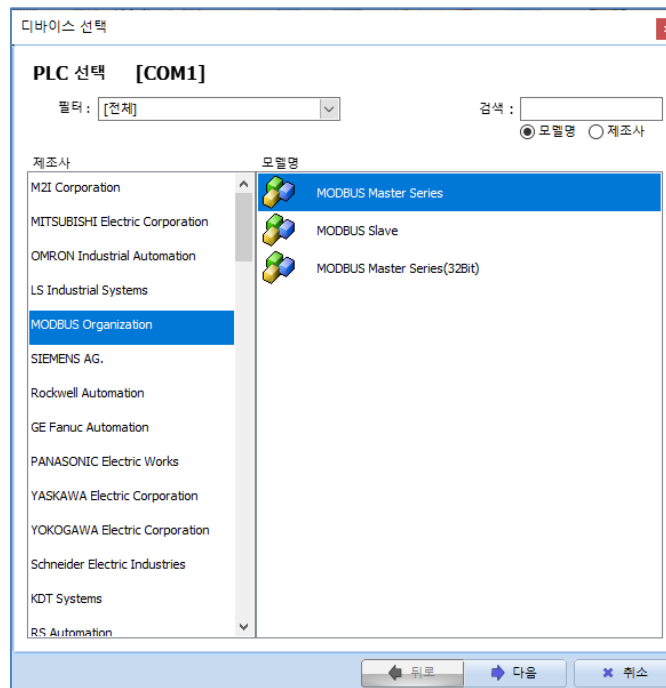 디바이스 선택
PLC 선택 [COM1]
필터 : [전체]
검색 :
모델명 제조사
제조사
M2I Corporation
MITSUBISHI Electric Corporation
OMRON Industrial Automation
LS Industrial Systems
MODBUS Organization
SIEMENS AG.
Rockwell Automation
GE Fanuc Automation
PANASONIC Electric Works
YASKAWA Electric Corporation
YOKOGAWA Electric Corporation
Schneider Electric Industries
KDT Systems
RS Automation
모델명
MODBUS Master Series
MODBUS Slave
MODBUS Master Series(32Bit)
뒤로 다음 취소